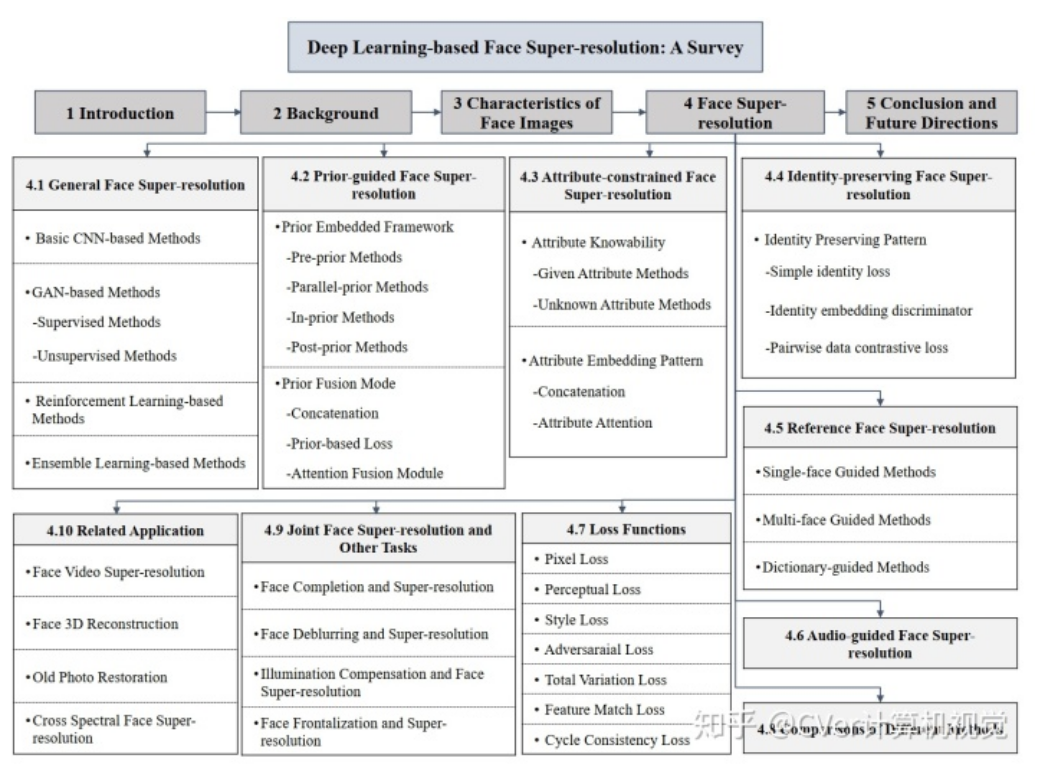 Deep Learning-based Face Super-resolution: A Survey
1 Introduction
2 Background
3 Characteristics of
Face Images
4 Face Super-
resolution
5 Conclusion and
Future Directions
4.1 General Face Super-resolution
• Basic CNN-based Methods
•GAN-based Methods
-Supervised Methods
-Unsupervised Methods
• Reinforcement Learning-based
Methods
•Ensemble Learning-based Methods
4.2 Prior-guided Face Super-
resolution
•Prior Embedded Framework
-Pre-prior Methods
-Parallel-prior Methods
-In-prior Methods
-Post-prior Methods
•Prior Fusion Mode
-Concatenation
-Prior-based Loss
-Attention Fusion Module
4.3 Attribute-constrained Face
Super-resolution
• Attribute Knowability
-Given Attribute Methods
-Unknown Attribute Methods
•Attribute Embedding Pattern
-Concatenation
-Attribute Attention
4.4 Identity-preserving Face Super-
resolution
• Identity Preserving Pattern
-Simple identity loss
-Identity embedding discriminator
-Pairwise data contrastive loss
4.5 Reference Face Super-resolution
•Single-face Guided Methods
•Multi-face Guided Methods
•Dictionary-guided Methods
4.6 Audio-guided Face Super-
resolution
4.10 Related Application
•Face Video Super-resolution
•Face 3D Reconstruction
•Old Photo Restoration
•Cross Spectral Face Super-
resolution
4.9 Joint Face Super-resolution and
Other Tasks
•Face Completion and Super-resolution
•Face Deblurring and Super-resolution
•Illumination Compensation and Face
Super-resolution
•Face Frontalization and Super-
resolution
4.7 Loss Functions
• Pixel Loss
• Perceptual Loss
• Style Loss
• Adversaraial Loss
• Total Variation Loss
• Feature Match Loss
• Cycle Consistency Loss
4.8 Comparisons of Different Methods
知乎 @CVer计算机视觉